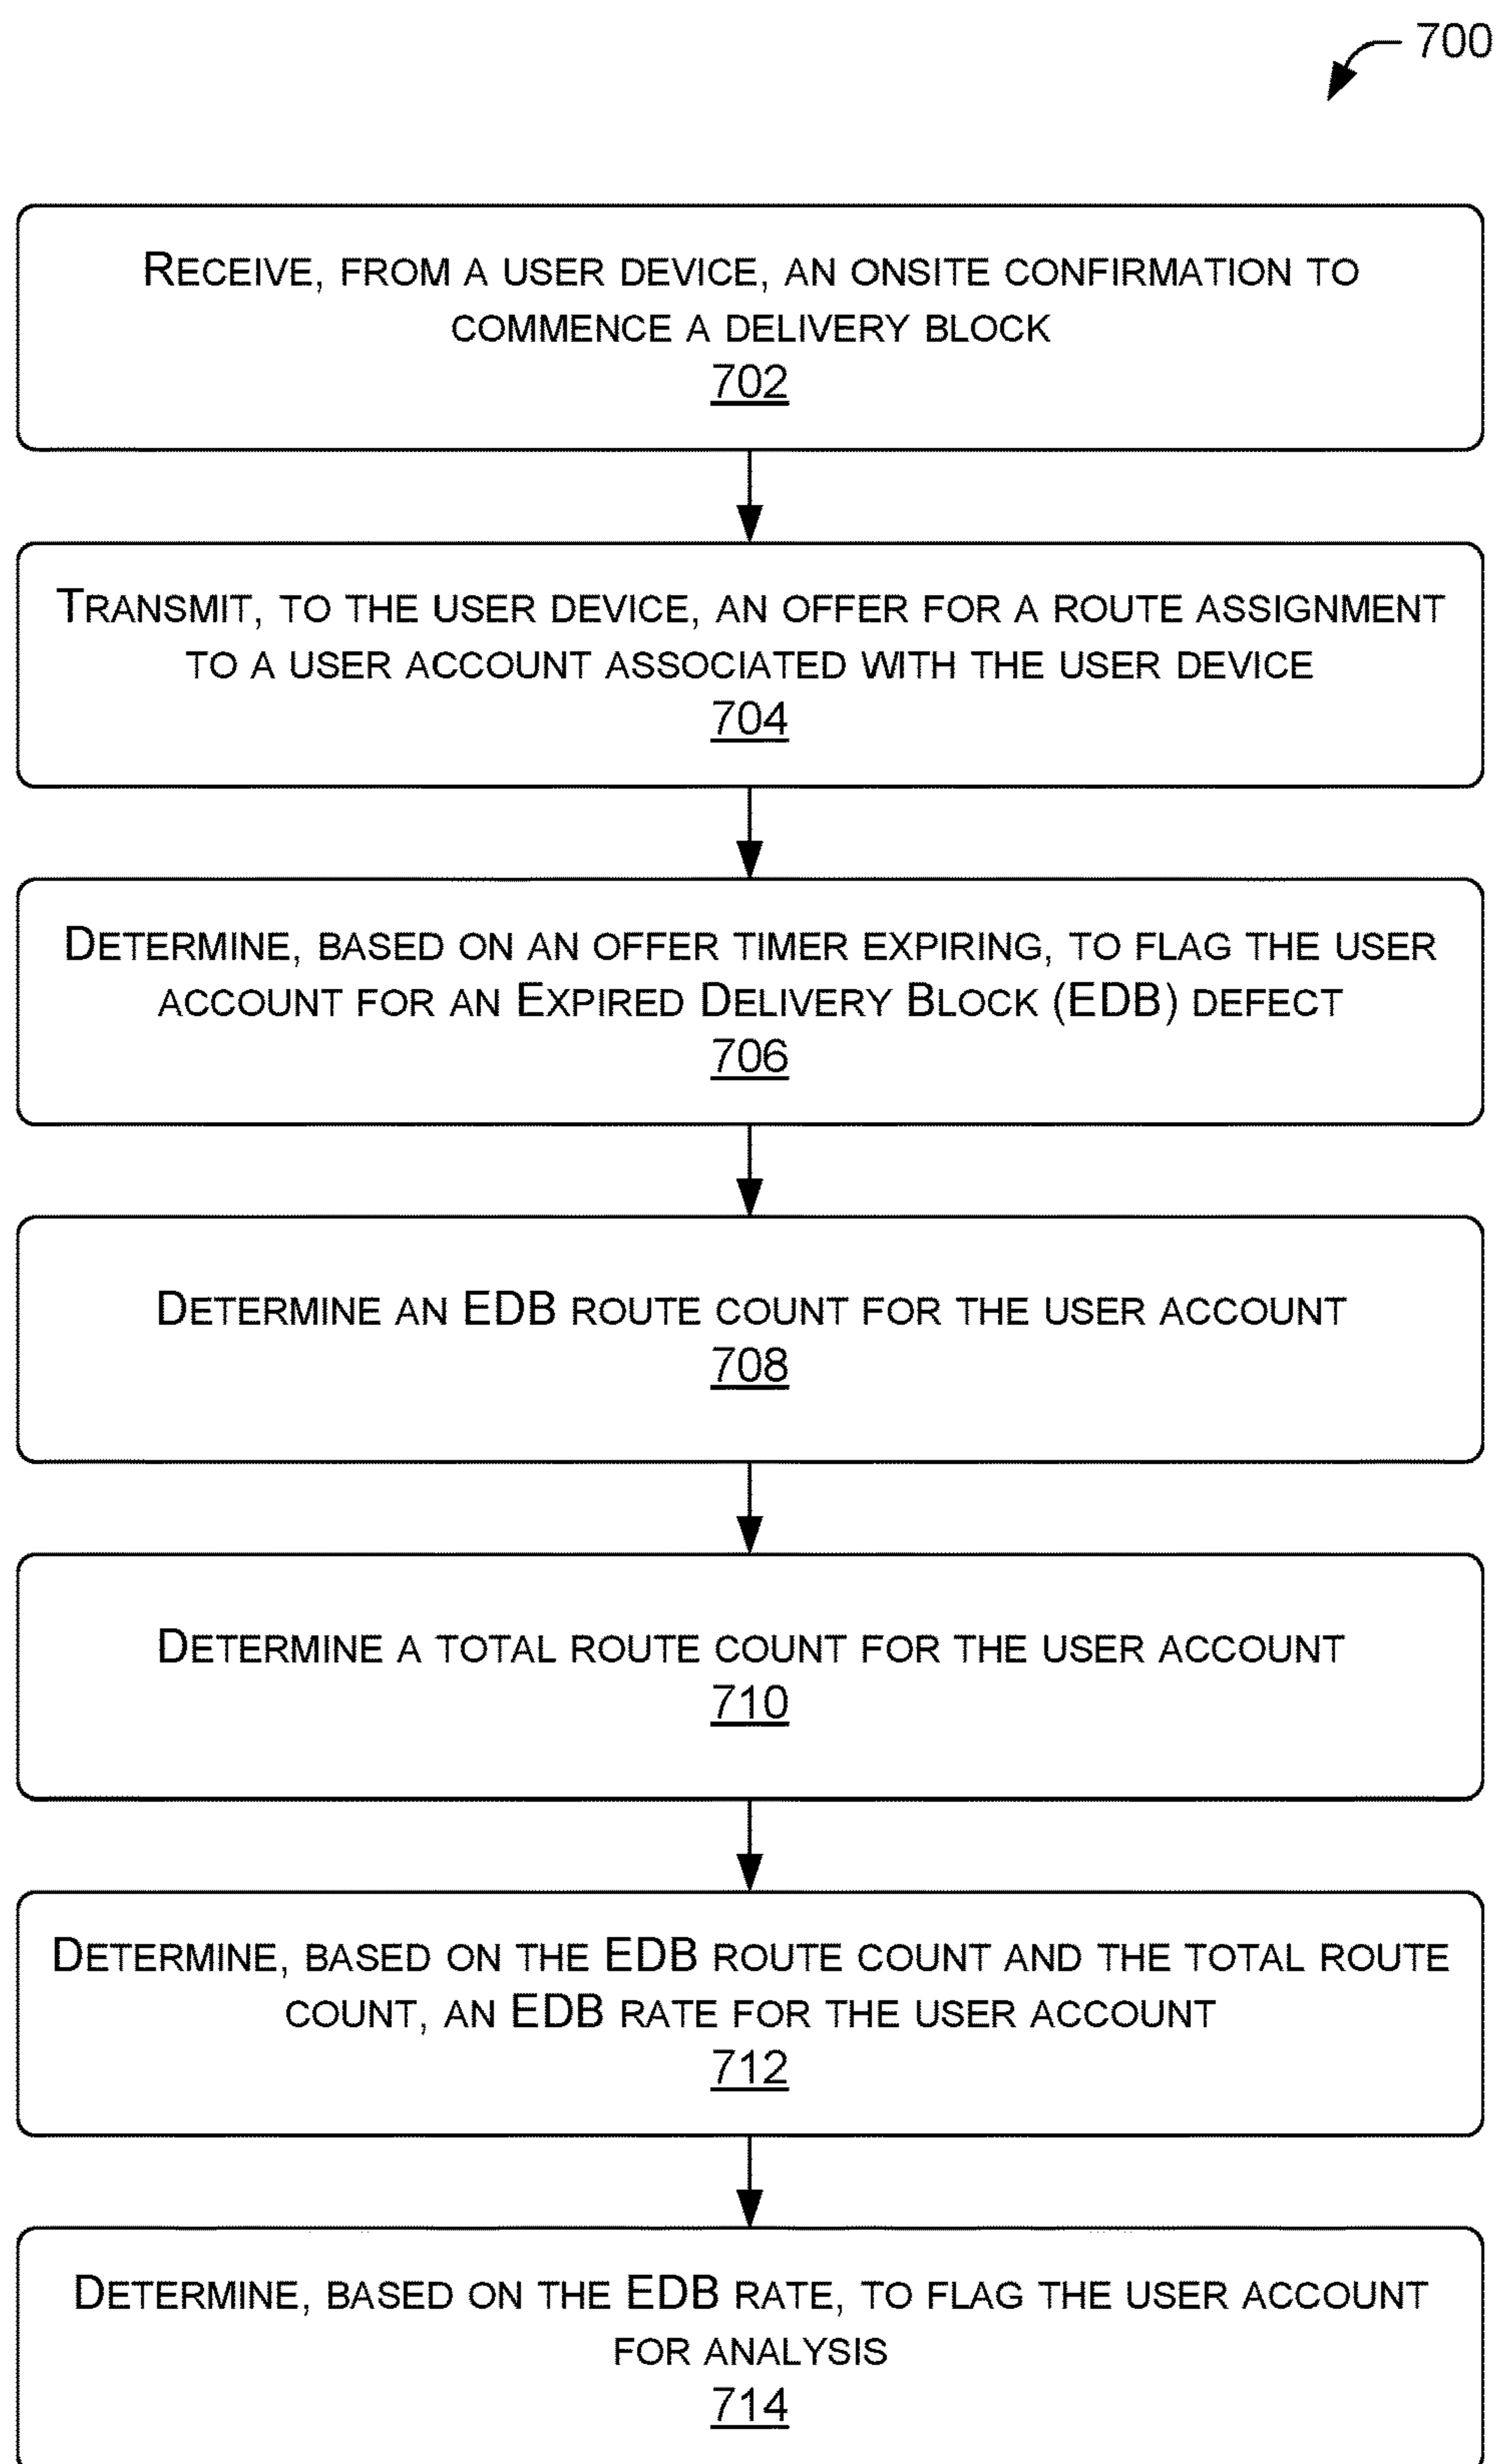 700
RECEIVE, FROM A USER DEVICE, AN ONSITE CONFIRMATION TO
COMMENCE A DELIVERY BLOCK
702
TRANSMIT, TO THE USER DEVICE, AN OFFER FOR A ROUTE ASSIGNMENT
TO A USER ACCOUNT ASSOCIATED WITH THE USER DEVICE
704
DETERMINE, BASED ON AN OFFER TIMER EXPIRING, TO FLAG THE USER
ACCOUNT FOR AN EXPIRED DELIVERY BLOCK (EDB) DEFECT
706
DETERMINE AN EDB ROUTE COUNT FOR THE USER ACCOUNT
708
DETERMINE A TOTAL ROUTE COUNT FOR THE USER ACCOUNT
710
DETERMINE, BASED ON THE EDB ROUTE COUNT AND THE TOTAL ROUTE
COUNT, AN EDB RATE FOR THE USER ACCOUNT
712
DETERMINE, BASED ON THE EDB RATE, TO FLAG THE USER ACCOUNT
FOR ANALYSIS
714